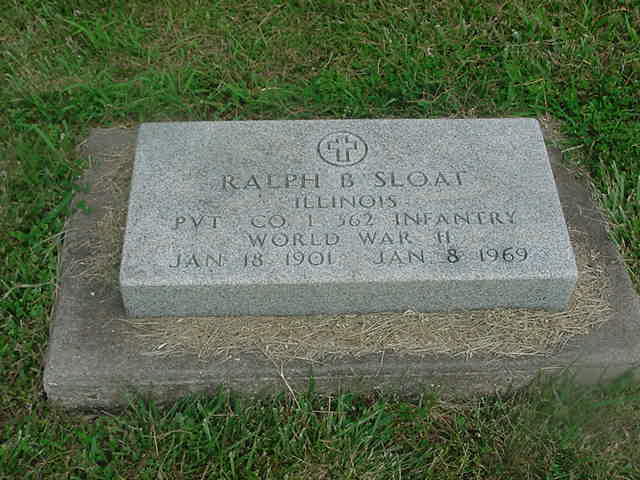 RALPH B SLOAT
ILLINOIS
PVT CO I 362 INFANTRY
WORLD WAR II
JAN 18 1901 JAN 8 1969